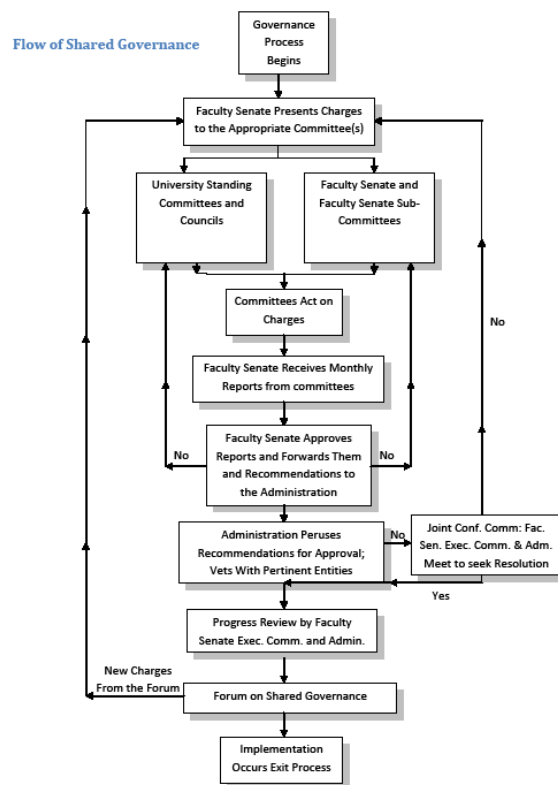 Flow of Shared Governance
Governance
Process
Begins
Faculty Senate Presents Charges
to the Appropriate Committee(s)
University Standing
Committees and
Councils
Faculty Senate and
Faculty Senate Sub-
Committees
Committees Act on
Charges
No
Faculty Senate Receives Monthly
Reports from committees
No
Faculty Senate Approves
Reports and Forwards Them
and Recommendations to
the Administration
No
Administration Peruses
Recommendations for Approval;
Vets With Pertinent Entities
No
Joint Conf. Comm: Fac.
Sen. Exec. Comm. & Adm.
Meet to seek Resolution
Yes
Progress Review by Faculty
Senate Exec. Comm. and Admin.
New Charges
From the Forum
Forum on Shared Governance
Implementation
Occurs Exit Process